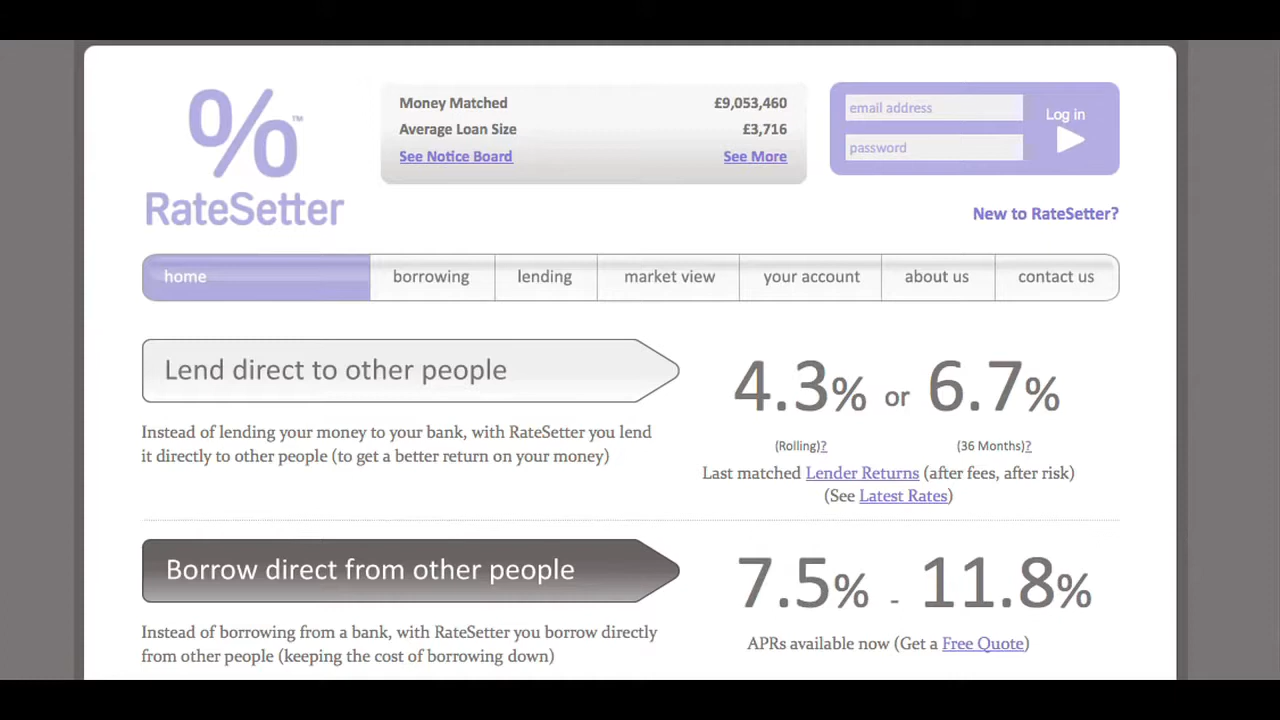 %™
RateSetter
Money Matched £9,053,460
Average Loan Size £3,716
See Notice Board See More
email address
password
Log in
New to RateSetter?
home borrowing lending market view your account about us contact us
Lend direct to other people
Instead of lending your money to your bank, with RateSetter you lend
it directly to other people (to get a better return on your money)
4.3% or 6.7%
(Rolling)? (36 Months)?
Last matched Lender Returns (after fees, after risk)
(See Latest Rates)
Borrow direct from other people
Instead of borrowing from a bank, with RateSetter you borrow directly
from other people (keeping the cost of borrowing down)
7.5% - 11.8%
APRs available now (Get a Free Quote)